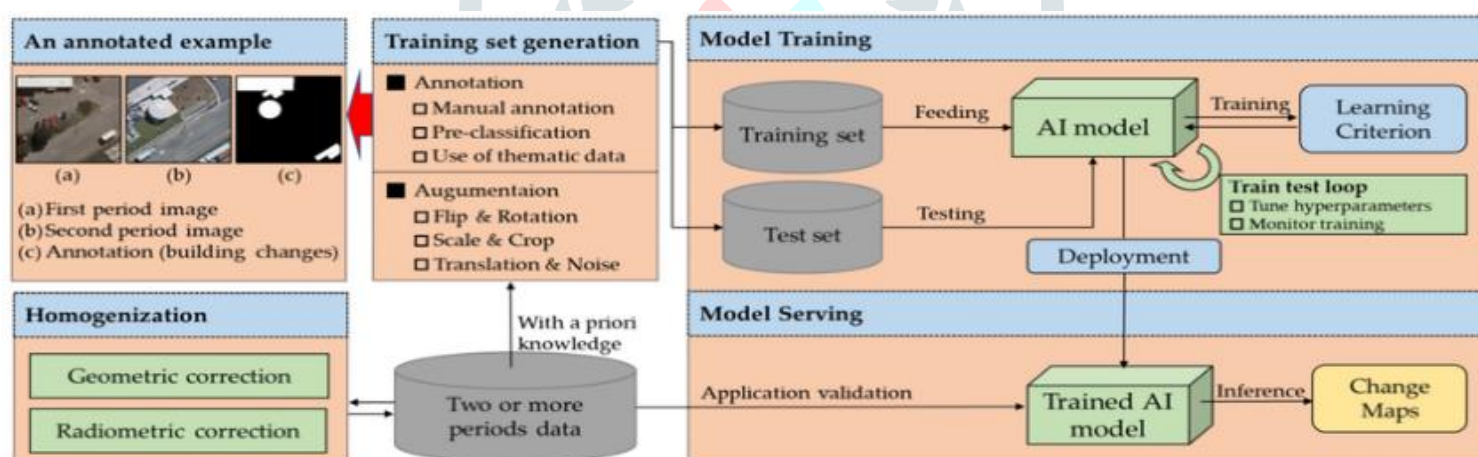 An annotated example
(a)
(b)
(c)
(a) First period image
(b) Second period image
(c) Annotation (building changes)
Training set generation
Annotation
Manual annotation
Pre-classification
Use of thematic data
Augumentaion
Flip & Rotation
Scale & Crop
Translation & Noise
Model Training
Training set
Feeding
AI model
Training
Learning
Criterion
Test set
Testing
Train test loop
Tune hyperparameters
Monitor training
Deployment
Homogenization
Geometric correction
Radiometric correction
With a priori
knowledge
Two or more
periods data
Model Serving
Application validation
Trained AI
model
Inference
Change
Maps